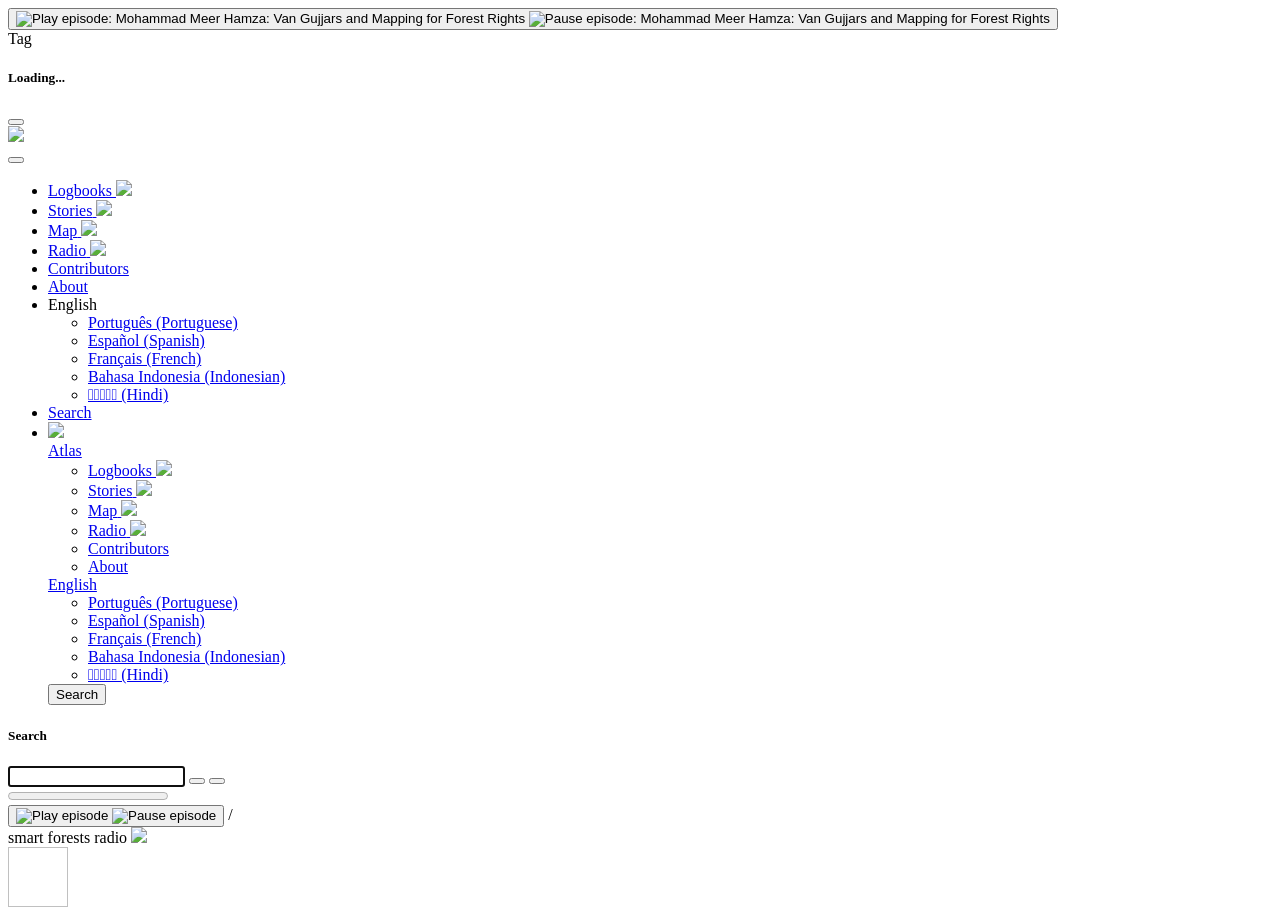 Play episode: Mohammad Meer Hamza: Van Gujjars and Mapping for Forest Rights Pause episode: Mohammad Meer Hamza: Van Gujjars and Mapping for Forest Rights
Tag
Loading...
Logbooks
Stories
Map
Radio
Contributors
About
English
Português (Portuguese)
Español (Spanish)
Français (French)
Bahasa Indonesia (Indonesian)
(Hindi)
Search
Atlas
Logbooks
Stories
Map
Radio
Contributors
About
English
Português (Portuguese)
Español (Spanish)
Français (French)
Bahasa Indonesia (Indonesian)
(Hindi)
Search
Search
Play episode Pause episode /
smart forests radio